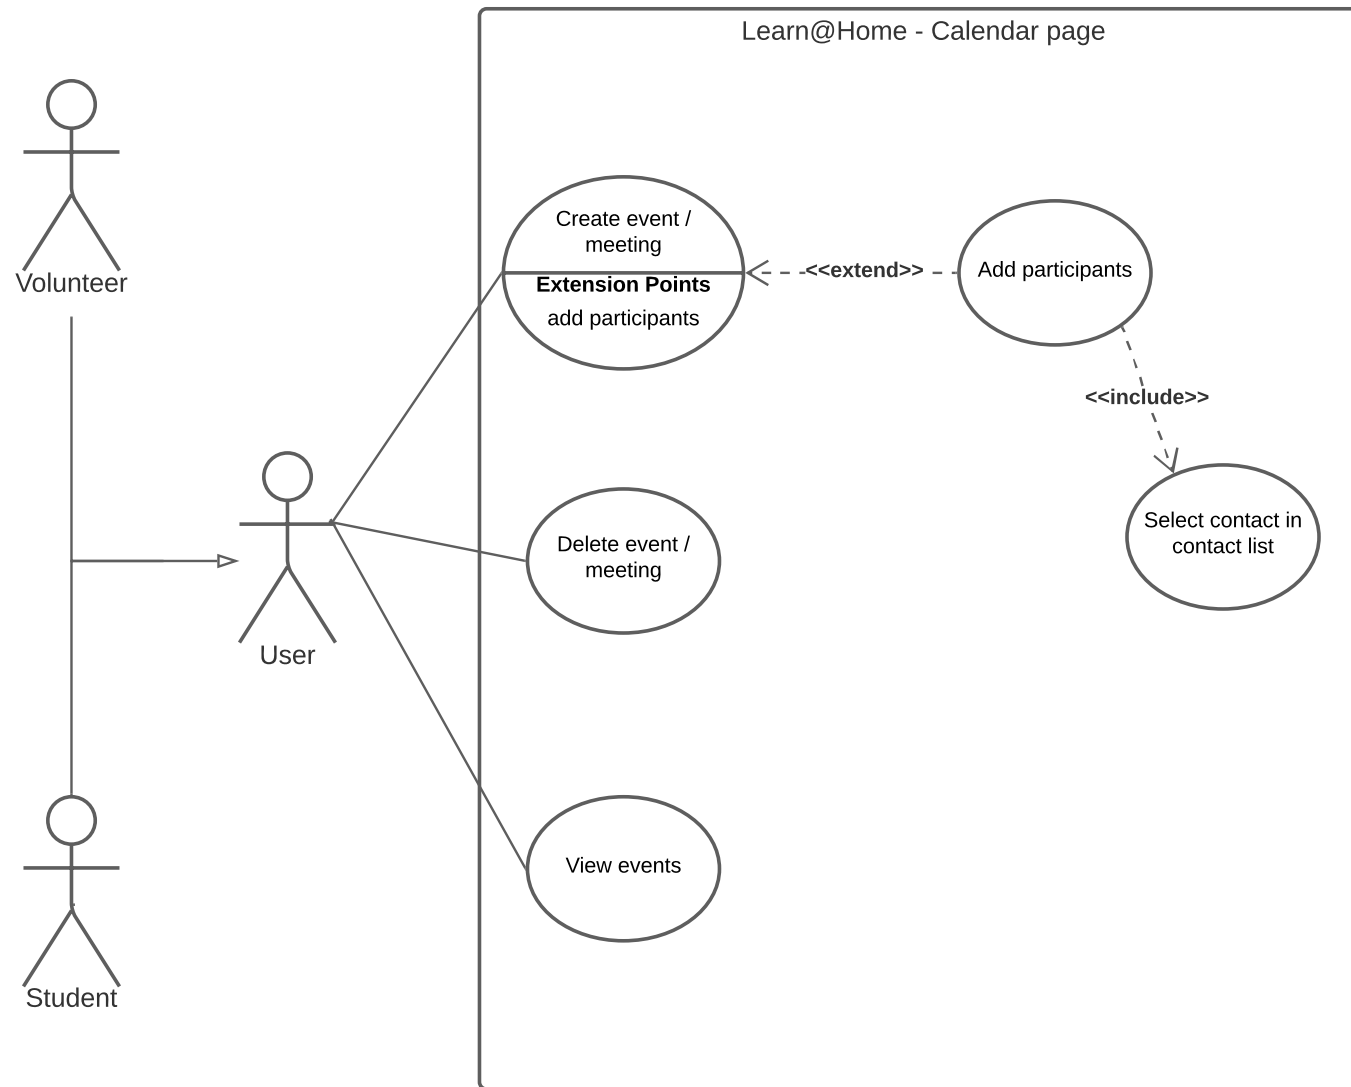 Learn@Home - Calendar page
Volunteer
Create event /
meeting
Extension Points
add participants
<<extend>>
Add participants
<<include>>
Select contact in
contact list
Delete event /
meeting
User
View events
Student